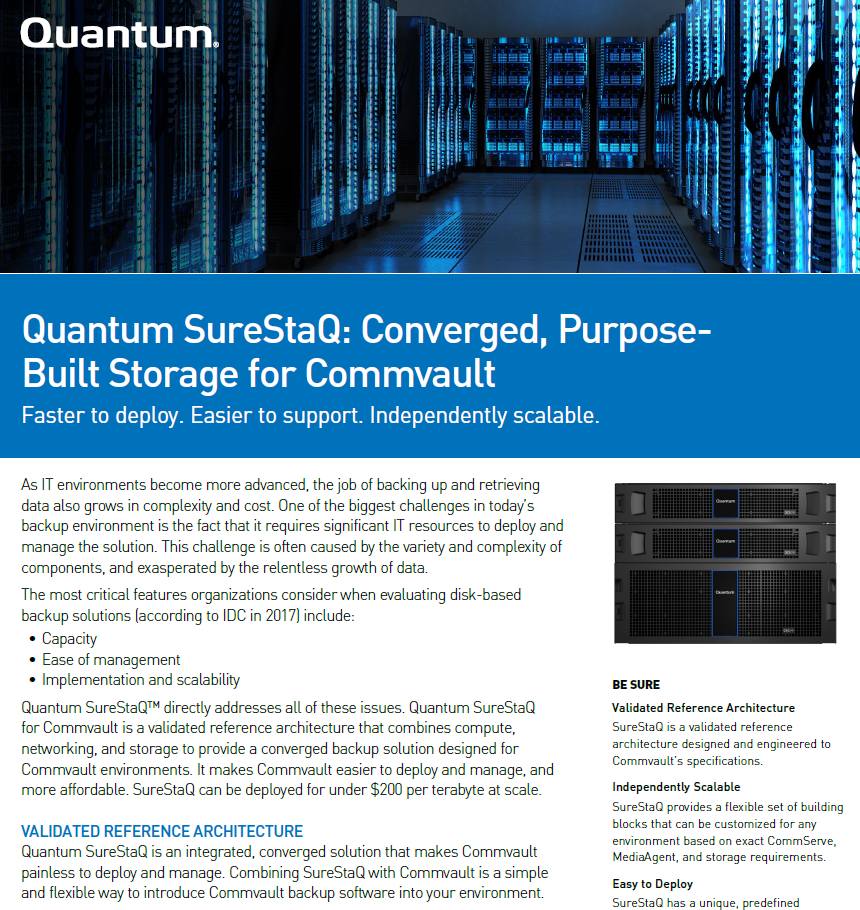 Quantum.
Quantum SureStaQ: Converged, Purpose-
Built Storage for Commvault
Faster to deploy. Easier to support. Independently scalable.
As IT environments become more advanced, the job of backing up and retrieving
data also grows in complexity and cost. One of the biggest challenges in today's
backup environment is the fact that it requires significant IT resources to deploy and
manage the solution. This challenge is often caused by the variety and complexity of
components, and exasperated by the relentless growth of data.
The most critical features organizations consider when evaluating disk-based
backup solutions (according to IDC in 2017) include:
• Capacity
• Ease of management
• Implementation and scalability
Quantum SureStaQ™ directly addresses all of these issues. Quantum SureStaQ
for Commvault is a validated reference architecture that combines compute,
networking, and storage to provide a converged backup solution designed for
Commvault environments. It makes Commvault easier to deploy and manage, and
more affordable. SureStaQ can be deployed for under $200 per terabyte at scale.
VALIDATED REFERENCE ARCHITECTURE
Quantum SureStaQ is an integrated, converged solution that makes Commvault
painless to deploy and manage. Combining SureStaQ with Commvault is a simple
and flexible way to introduce Commvault backup software into your environment.
Quantum
Quantum
Quantum
BE SURE
Validated Reference Architecture
SureStaQ is a validated reference
architecture designed and engineered to
Commvault's specifications.
Independently Scalable
SureStaQ provides a flexible set of building
blocks that can be customized for any
environment based on exact CommServe,
MediaAgent, and storage requirements.
Easy to Deploy
SureStaQ has a unique, predefined